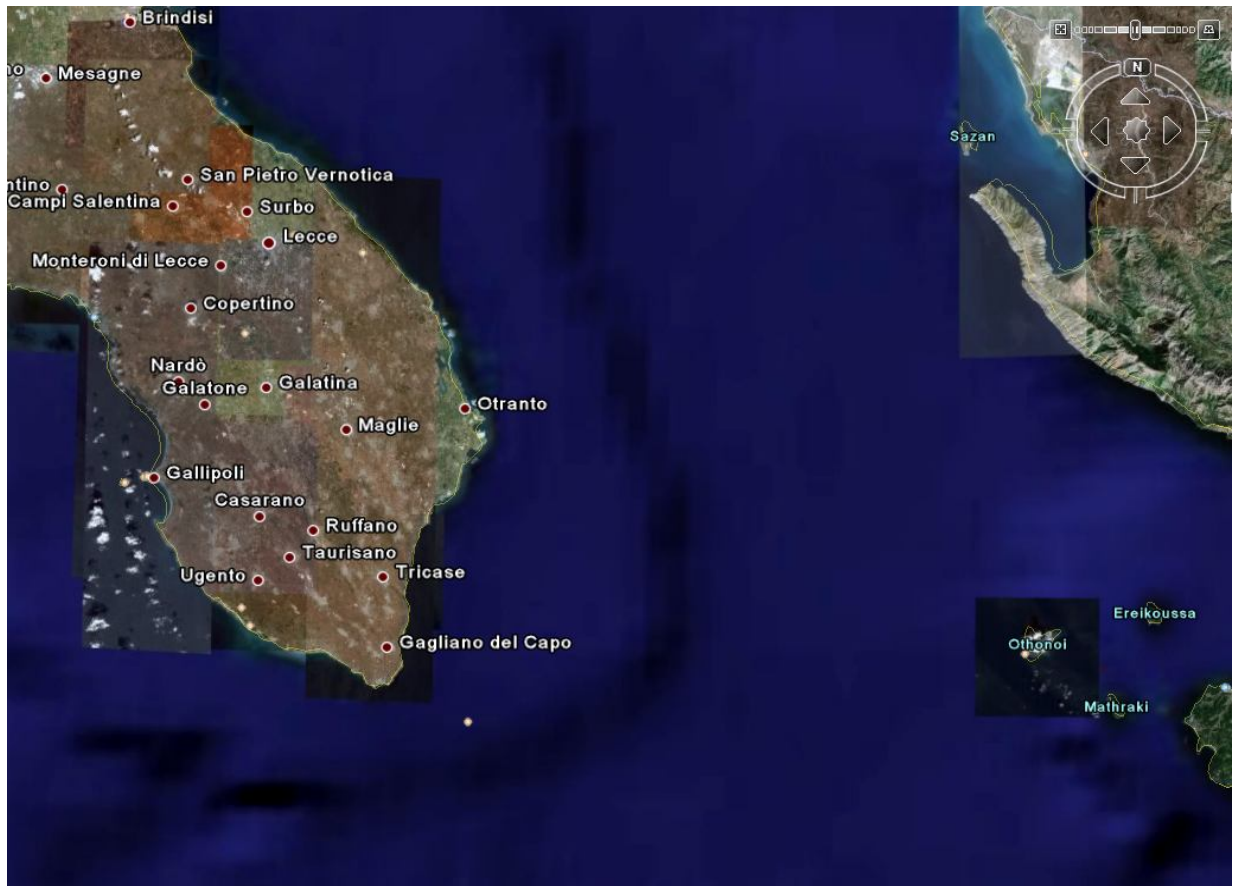 Brindisi
Mesagne
N
Sazan
San Pietro Vernotica
Campi Salentina
Surbo
Lecce
Monteroni di Lecce
Copertino
Nardò
Galatone
Galatina
Otranto
Maglie
Gallipoli
Casarano
Ruffano
Taurisano
Ugento
Tricase
Ereikoussa
Gagliano del Capo
Othonoi
Mathraki